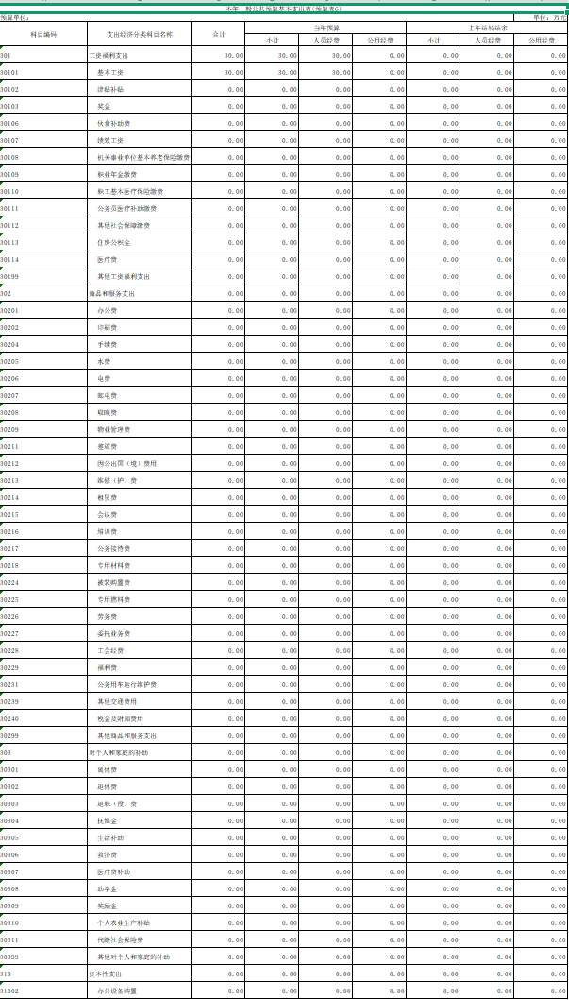 本年一般公共预算基本支出表(预算表6)
预算单位: 单位: 万元
科目编码 支出经济分类科目名称 合计 当年预算 上年结转结余
小计 人员经费 公用经费 小计 人员经费 公用经费
301 工资福利支出 30.00 30.00 30.00 0.00 0.00 0.00 0.00
30101 基本工资 30.00 30.00 30.00 0.00 0.00 0.00 0.00
30102 津贴补贴 0.00 0.00 0.00 0.00 0.00 0.00 0.00
30103 奖金 0.00 0.00 0.00 0.00 0.00 0.00 0.00
30106 伙食补助费 0.00 0.00 0.00 0.00 0.00 0.00 0.00
30107 绩效工资 0.00 0.00 0.00 0.00 0.00 0.00 0.00
30108 机关事业单位基本养老保险缴费 0.00 0.00 0.00 0.00 0.00 0.00 0.00
30109 职业年金缴费 0.00 0.00 0.00 0.00 0.00 0.00 0.00
30110 职工基本医疗保险缴费 0.00 0.00 0.00 0.00 0.00 0.00 0.00
30111 公务员医疗补助缴费 0.00 0.00 0.00 0.00 0.00 0.00 0.00
30112 其他社会保障缴费 0.00 0.00 0.00 0.00 0.00 0.00 0.00
30113 住房公积金 0.00 0.00 0.00 0.00 0.00 0.00 0.00
30114 医疗费 0.00 0.00 0.00 0.00 0.00 0.00 0.00
30199 其他工资福利支出 0.00 0.00 0.00 0.00 0.00 0.00 0.00
302 商品和服务支出 0.00 0.00 0.00 0.00 0.00 0.00 0.00
30201 办公费 0.00 0.00 0.00 0.00 0.00 0.00 0.00
30202 印刷费 0.00 0.00 0.00 0.00 0.00 0.00 0.00
30204 手续费 0.00 0.00 0.00 0.00 0.00 0.00 0.00
30205 水费 0.00 0.00 0.00 0.00 0.00 0.00 0.00
30206 电费 0.00 0.00 0.00 0.00 0.00 0.00 0.00
30207 邮电费 0.00 0.00 0.00 0.00 0.00 0.00 0.00
30208 取暖费 0.00 0.00 0.00 0.00 0.00 0.00 0.00
30209 物业管理费 0.00 0.00 0.00 0.00 0.00 0.00 0.00
30211 差旅费 0.00 0.00 0.00 0.00 0.00 0.00 0.00
30212 因公出国（境）费用 0.00 0.00 0.00 0.00 0.00 0.00 0.00
30213 维修（护）费 0.00 0.00 0.00 0.00 0.00 0.00 0.00
30214 租赁费 0.00 0.00 0.00 0.00 0.00 0.00 0.00
30215 会议费 0.00 0.00 0.00 0.00 0.00 0.00 0.00
30216 培训费 0.00 0.00 0.00 0.00 0.00 0.00 0.00
30217 公务接待费 0.00 0.00 0.00 0.00 0.00 0.00 0.00
30218 专用材料费 0.00 0.00 0.00 0.00 0.00 0.00 0.00
30224 被装购置费 0.00 0.00 0.00 0.00 0.00 0.00 0.00
30225 专用燃料费 0.00 0.00 0.00 0.00 0.00 0.00 0.00
30226 劳务费 0.00 0.00 0.00 0.00 0.00 0.00 0.00
30227 委托业务费 0.00 0.00 0.00 0.00 0.00 0.00 0.00
30228 工会经费 0.00 0.00 0.00 0.00 0.00 0.00 0.00
30229 福利费 0.00 0.00 0.00 0.00 0.00 0.00 0.00
30231 公务用车运行维护费 0.00 0.00 0.00 0.00 0.00 0.00 0.00
30239 其他交通费用 0.00 0.00 0.00 0.00 0.00 0.00 0.00
30240 税金及附加费用 0.00 0.00 0.00 0.00 0.00 0.00 0.00
30299 其他商品和服务支出 0.00 0.00 0.00 0.00 0.00 0.00 0.00
303 对个人和家庭的补助 0.00 0.00 0.00 0.00 0.00 0.00 0.00
30301 离休费 0.00 0.00 0.00 0.00 0.00 0.00 0.00
30302 退休费 0.00 0.00 0.00 0.00 0.00 0.00 0.00
30303 退职（役）费 0.00 0.00 0.00 0.00 0.00 0.00 0.00
30304 抚恤金 0.00 0.00 0.00 0.00 0.00 0.00 0.00
30305 生活补助 0.00 0.00 0.00 0.00 0.00 0.00 0.00
30306 救济费 0.00 0.00 0.00 0.00 0.00 0.00 0.00
30307 医疗费补助 0.00 0.00 0.00 0.00 0.00 0.00 0.00
30308 助学金 0.00 0.00 0.00 0.00 0.00 0.00 0.00
30309 奖励金 0.00 0.00 0.00 0.00 0.00 0.00 0.00
30310 个人农业生产补贴 0.00 0.00 0.00 0.00 0.00 0.00 0.00
30311 代缴社会保险费 0.00 0.00 0.00 0.00 0.00 0.00 0.00
30399 其他对个人和家庭的补助 0.00 0.00 0.00 0.00 0.00 0.00 0.00
310 资本性支出 0.00 0.00 0.00 0.00 0.00 0.00 0.00
31002 办公设备购置 0.00 0.00 0.00 0.00 0.00 0.00 0.00